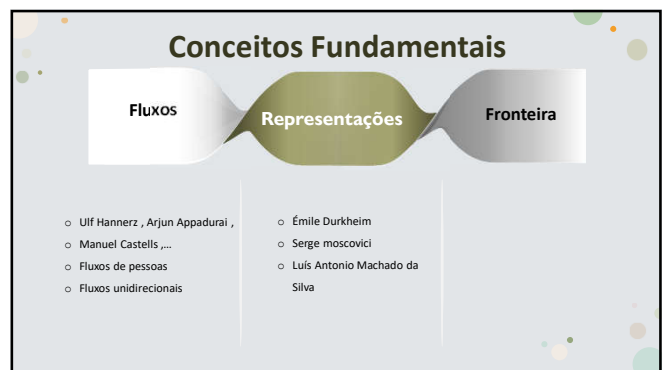 Conceitos Fundamentais
Fluxos
Representações
Fronteira
o Ulf Hannerz , Arjun Appadurai ,
o Manuel Castells ,...
o Fluxos de pessoas
o Fluxos unidirecionais
o Émile Durkheim
o Serge moscovici
o Luís Antonio Machado da
Silva